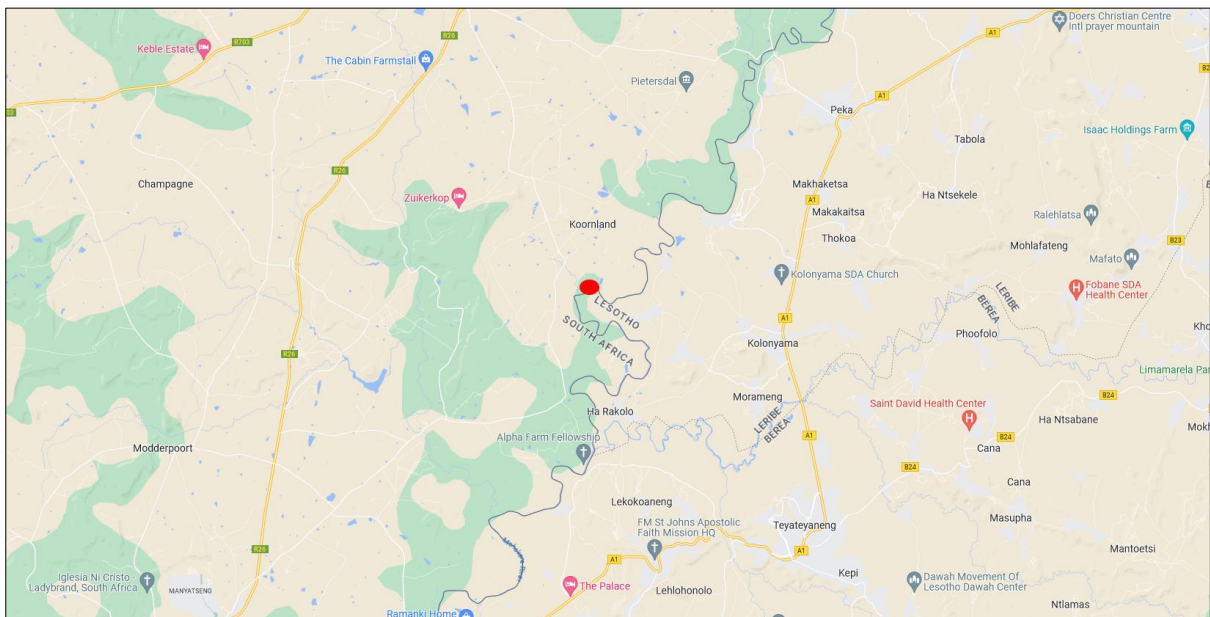 Doers Christian Centre
intl prayer mountain
A1
R703
R26
Keble Estate
The Cabin Farmstall
Pietersdal
A1
Peka
Isaac Holdings Farm
Tabola
R26
Champagne
Makhaketsa
Zuikerkop
A1
Ha Ntsekele
Makakaitsa
Ralehlatsa
Koornland
Thokoa
Mohlafateng
B23
Mafato
Kolonyama SDA Church
Fobane SDA
Health Center
LESOTHO
LERIBE
BEREA
SOUTH AFRICA
A1
Phoofolo
Kolonyama
R26
Limamarela
B24
Morameng
Saint David Health Center
Ha Rakolo
LERIBE
BEREA
Ha Ntsabane
Alpha Farm Fellowship
A1
B24
Modderpoort
Cana
B24
Cana
Lekokoaneng
Masupha
FM St Johns Apostolic
Faith Mission HQ
Teyateyaneng
R26
A1
A1
Mantoetsi
Kepi
Iglesia Ni Cristo
Ladybrand, South Africa
MANYATSENG
The Palace
Lehlohonolo
Dawah Movement Of
Lesotho Dawah Center
Ntlamas
Ramapki Home